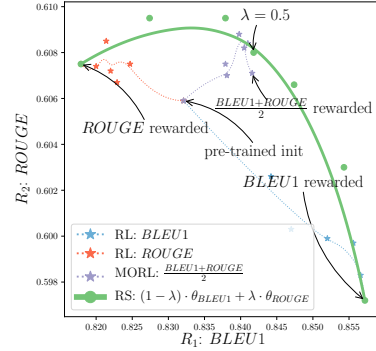 0.610
0.608
0.606
0.604
0.602
0.600
0.598
R₂: ROUGE
λ = 0.5
BLEU1+ROUGE / 2 rewarded
ROUGE rewarded
pre-trained init
BLEU1 rewarded
RL: BLEU1
RL: ROUGE
MORL: BLEU1+ROUGE / 2
RS: (1 − λ) · θ_BLEU1 + λ · θ_ROUGE
0.820 0.825 0.830 0.835 0.840 0.845 0.850 0.855
R₁: BLEU1